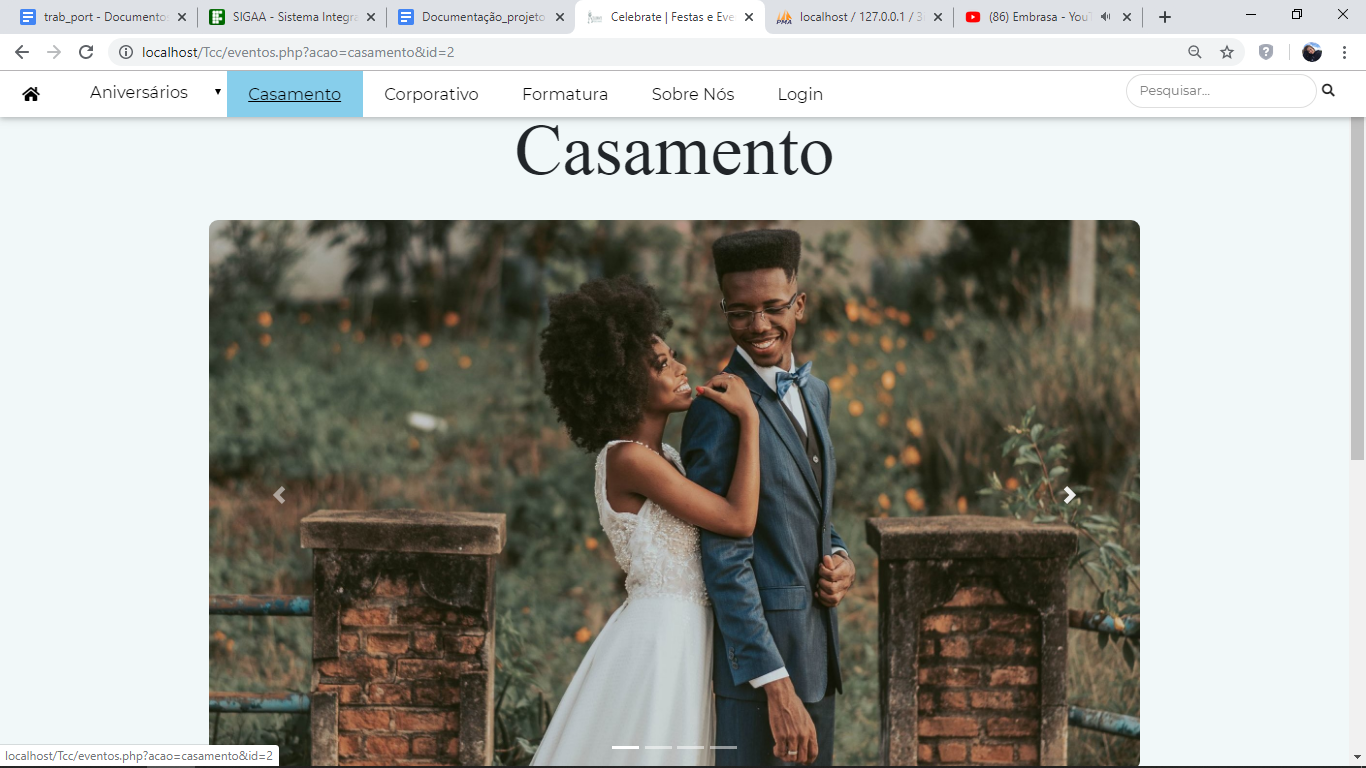 trab_port - Documentos
SIGAA - Sistema Integra
Documentação_projeto
Celebrate | Festas e Eve
localhost / 127.0.0.1 /
(86) Embrasa - YouT
localhost/Tcc/eventos.php?acao=casamento&id=2
Aniversários
Casamento
Corporativo
Formatura
Sobre Nós
Login
Pesquisar...
Casamento
localhost/Tcc/eventos.php?acao=casamento&id=2